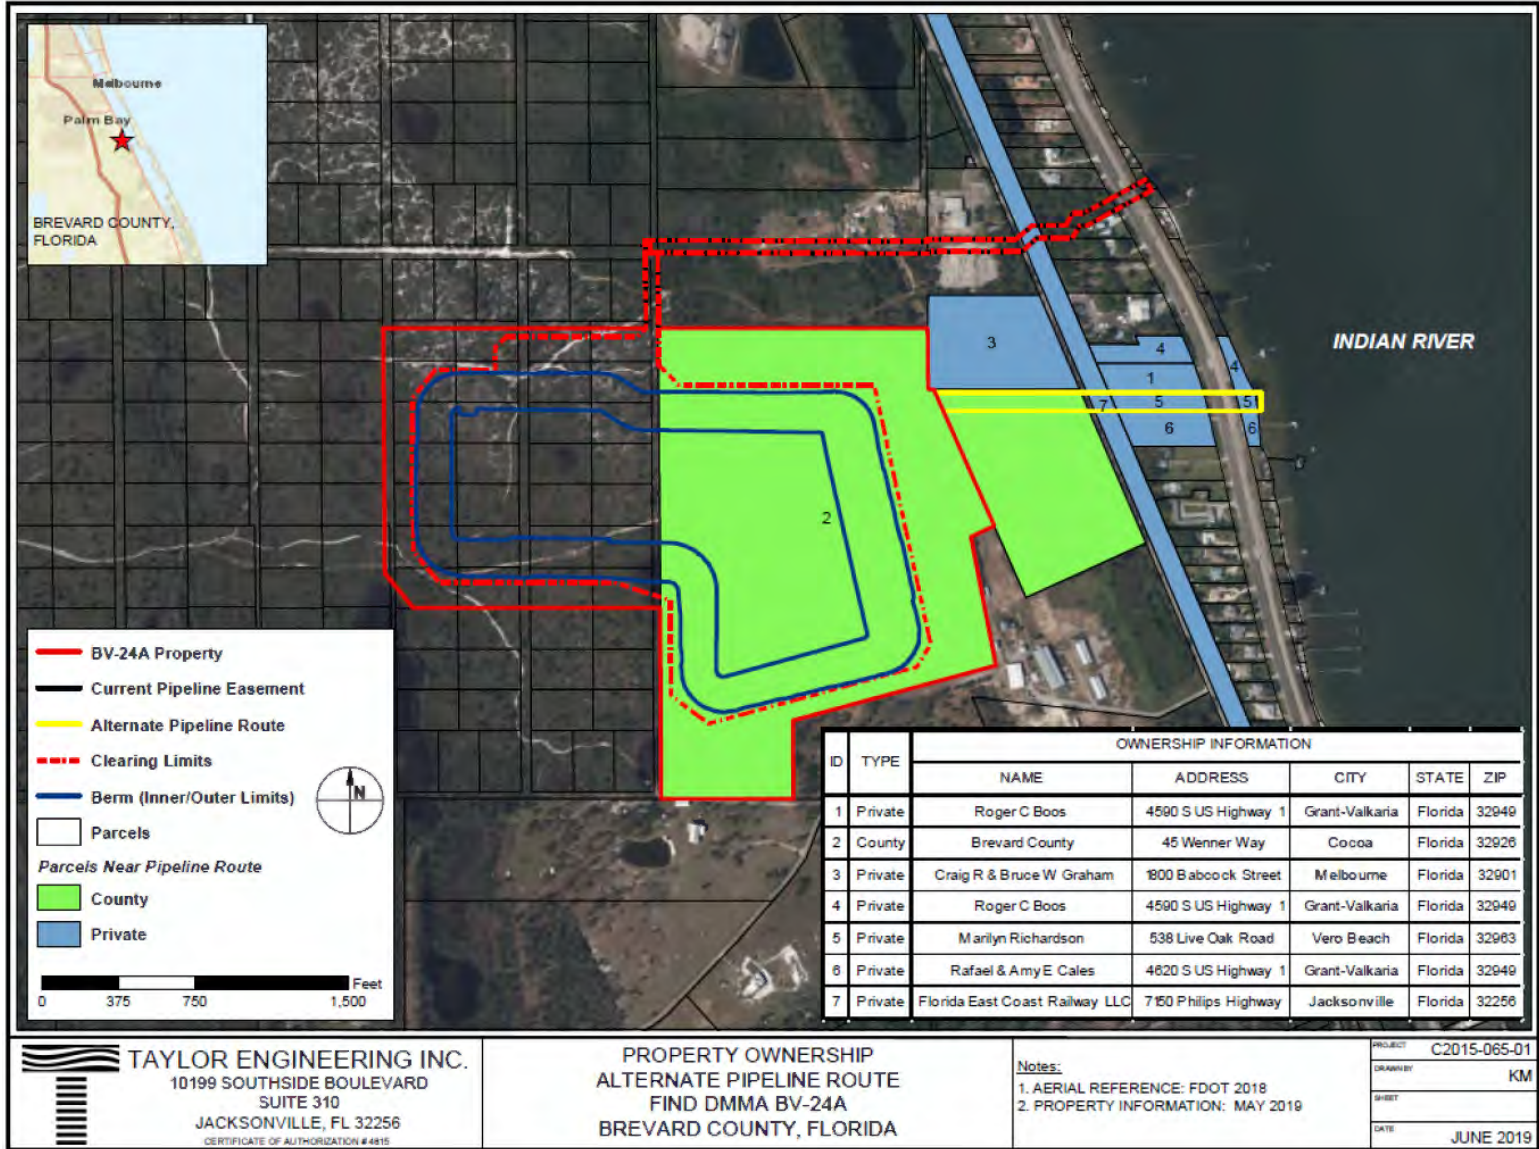 Melbourne
Palm Bay
BREVARD COUNTY,
FLORIDA
INDIAN RIVER
3
4
4
1
7
5
5
6
6
2
BV-24A Property
Current Pipeline Easement
Alternate Pipeline Route
Clearing Limits
Berm (Inner/Outer Limits)
N
Parcels
Parcels Near Pipeline Route
County
Private
Feet
0 375 750 1,500
OWNERSHIP INFORMATION
ID TYPE NAME ADDRESS CITY STATE ZIP
1 Private Roger C Boos 4590 S US Highway 1 Grant-Valkaria Florida 32949
2 County Brevard County 45 Wenner Way Cocoa Florida 32926
3 Private Craig R & Bruce W Graham 1800 Babcock Street Melbourne Florida 32901
4 Private Roger C Boos 4590 S US Highway 1 Grant-Valkaria Florida 32949
5 Private Marilyn Richardson 538 Live Oak Road Vero Beach Florida 32963
6 Private Rafael & Amy E Cales 4620 S US Highway 1 Grant-Valkaria Florida 32949
7 Private Florida East Coast Railway LLC 7150 Philips Highway Jacksonville Florida 32256
TAYLOR ENGINEERING INC.
10199 SOUTHSIDE BOULEVARD
SUITE 310
JACKSONVILLE, FL 32256
CERTIFICATE OF AUTHORIZATION # 4815
PROPERTY OWNERSHIP
ALTERNATE PIPELINE ROUTE
FIND DMMA BV-24A
BREVARD COUNTY, FLORIDA
Notes:
1. AERIAL REFERENCE: FDOT 2018
2. PROPERTY INFORMATION: MAY 2019
PROJECT C2015-065-01
DRAWN BY KM
SHEET
DATE JUNE 2019